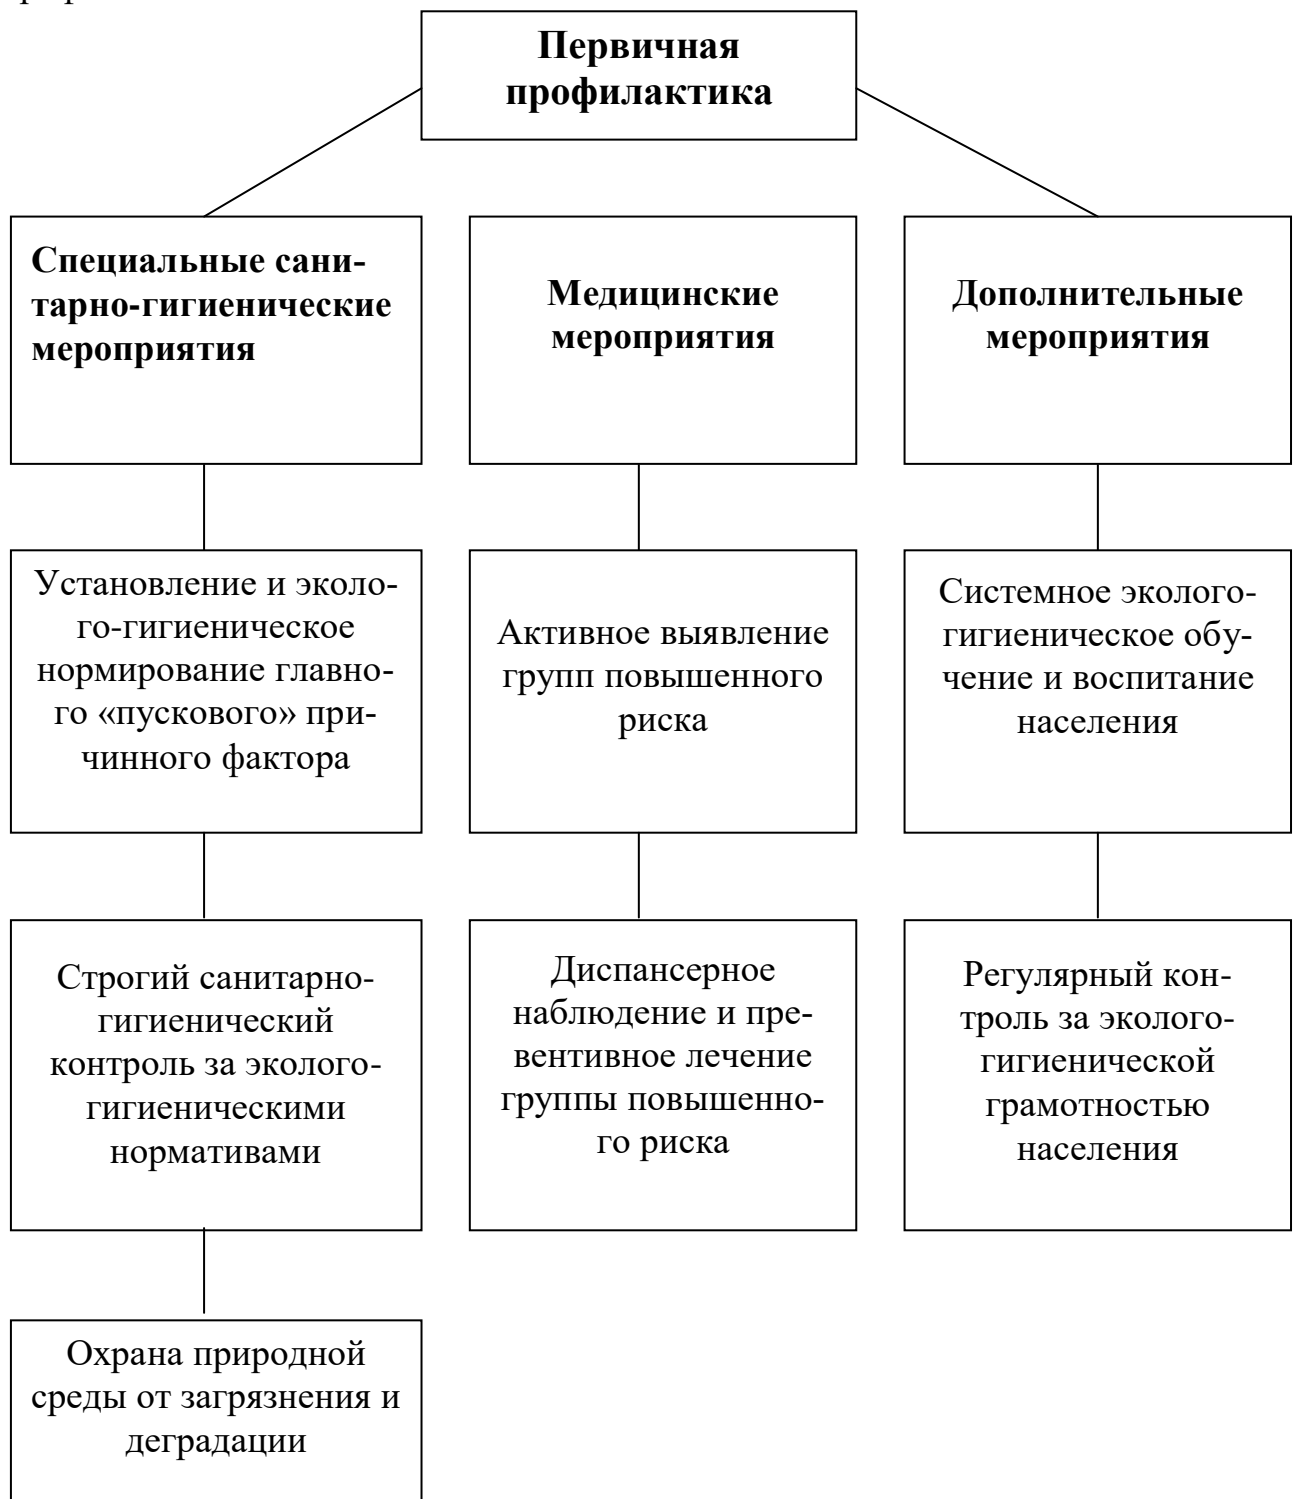 Первичная
профилактика
Специальные сани-
тарно-гигиенические
мероприятия
Медицинские
мероприятия
Дополнительные
мероприятия
Установление и эколо-
го-гигиеническое
нормирование главно-
го «пускового» при-
чинного фактора
Активное выявление
групп повышенного
риска
Системное эколого-
гигиеническое обу-
чение и воспитание
населения
Строгий санитарно-
гигиенический
контроль за эколого-
гигиеническими
нормативами
Диспансерное
наблюдение и пре-
вентивное лечение
группы повышенно-
го риска
Регулярный кон-
троль за эколого-
гигиенической
грамотностью
населения
Охрана природной
среды от загрязнения и
деградации